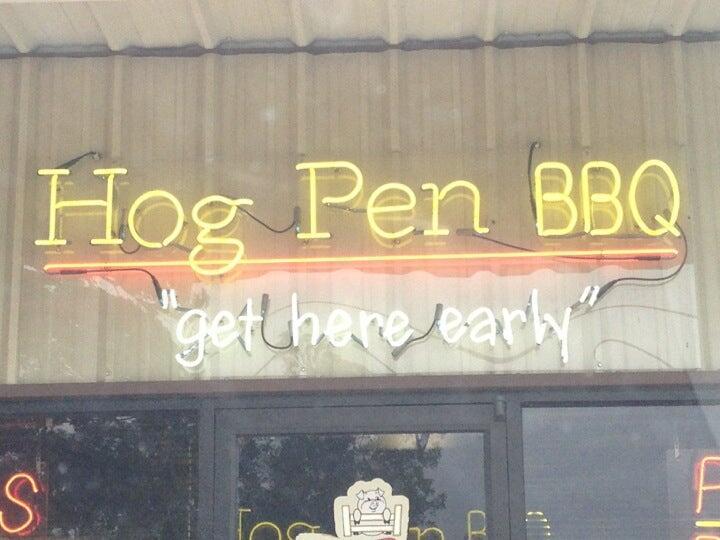 Hog Pen BBQ
"get here early"